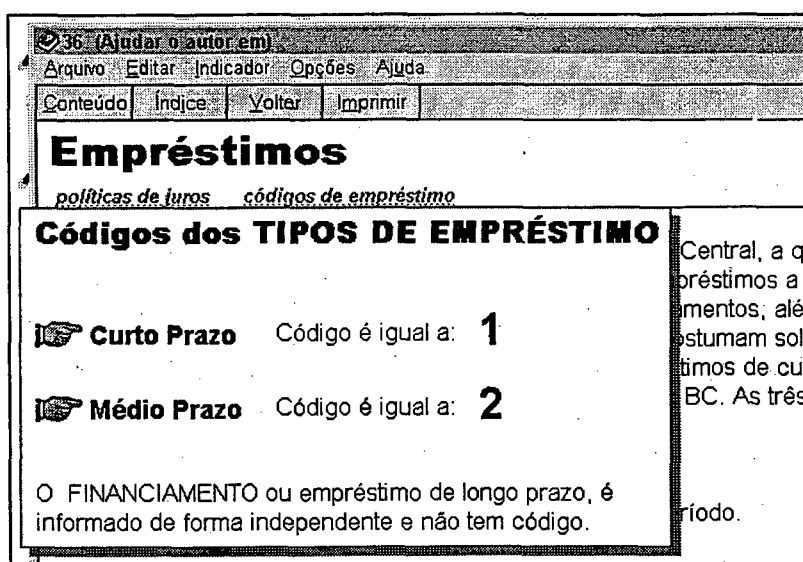 36 (Ajudar o autor em)
Arquivo Editar Indicador Opções Ajuda
Conteúdo Índice Voltar Imprimir
Empréstimos
políticas de juros códigos de empréstimo
Códigos dos TIPOS DE EMPRÉSTIMO
Curto Prazo Código é igual a: 1
Médio Prazo Código é igual a: 2
O FINANCIAMENTO ou empréstimo de longo prazo, é
informado de forma independente e não tem código.
Central, a q
préstimos a
mentos; alé
stumam sol
timos de cu
BC. As três
ríodo.